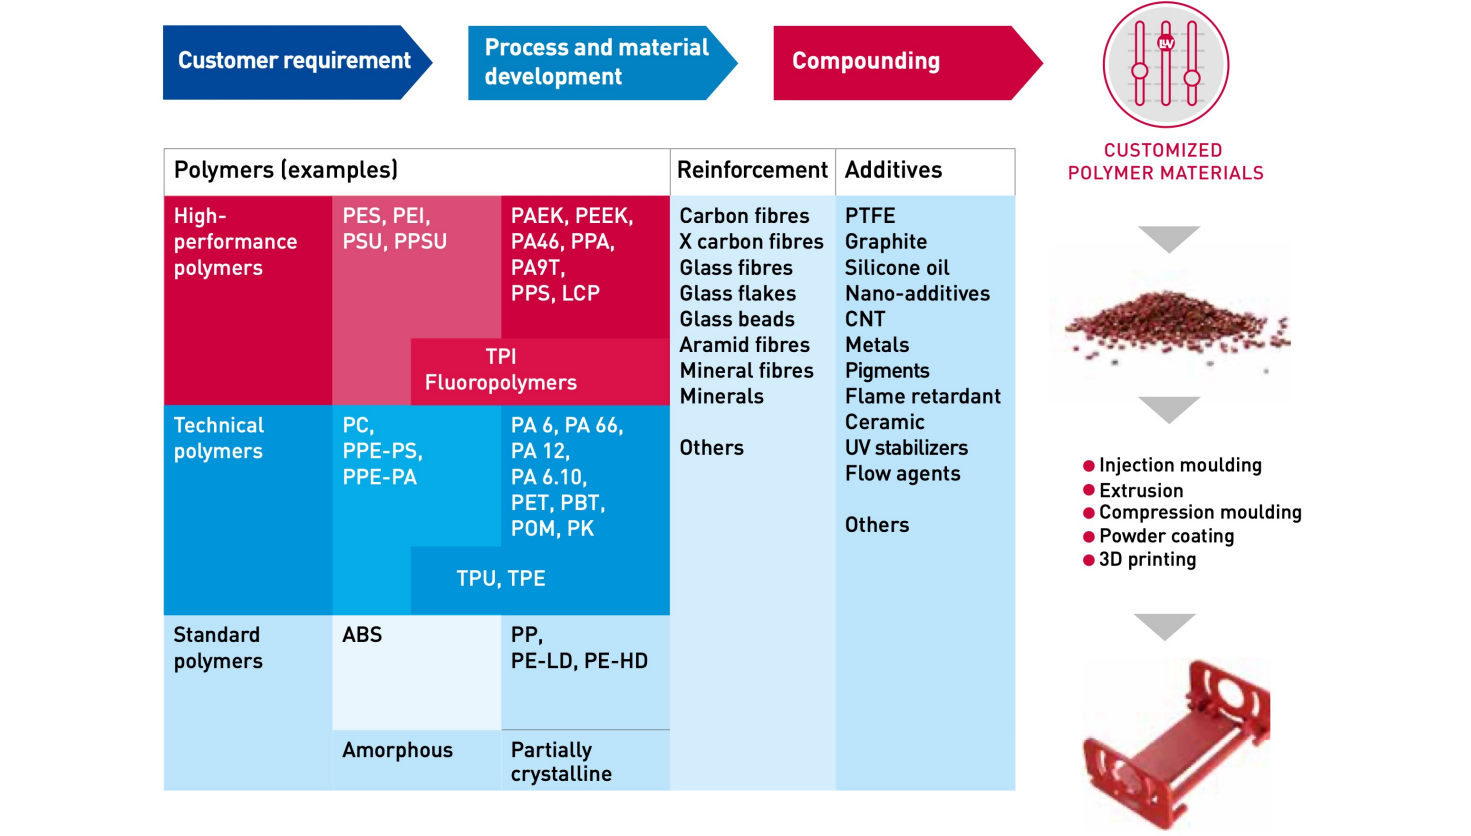 Customer requirement
Process and material
development
Compounding
LW
CUSTOMIZED
POLYMER MATERIALS
Polymers (examples)
Reinforcement
Additives
High-
performance
polymers
PES, PEI,
PSU, PPSU
PAEK, PEEK,
PA46, PPA,
PA9T,
PPS, LCP
TPI
Fluoropolymers
Technical
polymers
PC,
PPE-PS,
PPE-PA
PA 6, PA 66,
PA 12,
PA 6.10,
PET, PBT,
POM, PK
TPU, TPE
Standard
polymers
ABS
PP,
PE-LD, PE-HD
Amorphous
Partially
crystalline
Carbon fibres
X carbon fibres
Glass fibres
Glass flakes
Glass beads
Aramid fibres
Mineral fibres
Minerals
Others
PTFE
Graphite
Silicone oil
Nano-additives
CNT
Metals
Pigments
Flame retardant
Ceramic
UV stabilizers
Flow agents
Others
Injection moulding
Extrusion
Compression moulding
Powder coating
3D printing